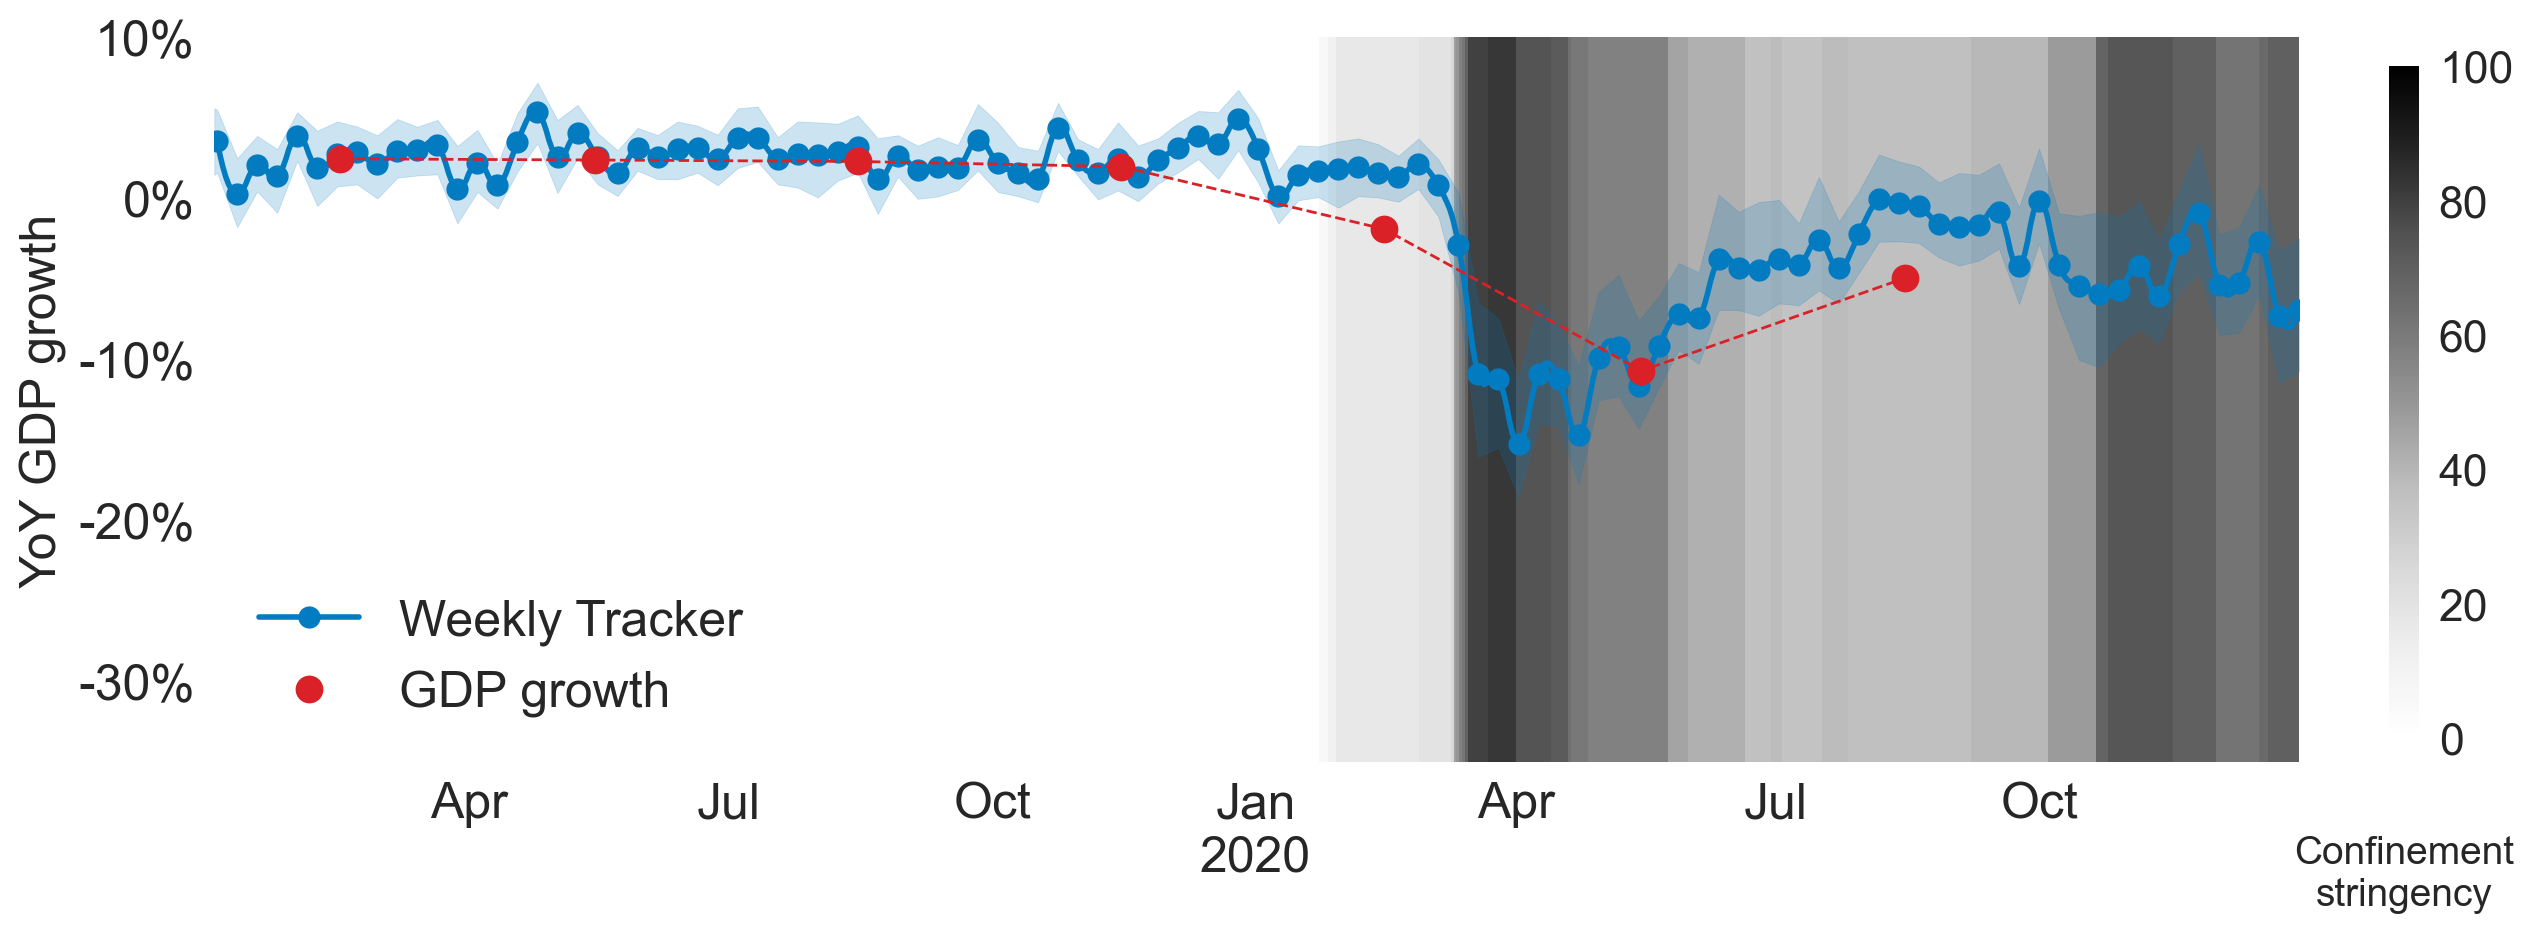 YoY GDP growth
10%
0%
-10%
-20%
-30%
Weekly Tracker
GDP growth
Apr
Jul
Oct
Jan
2020
Apr
Jul
Oct
100
80
60
40
20
0
Confinement
stringency